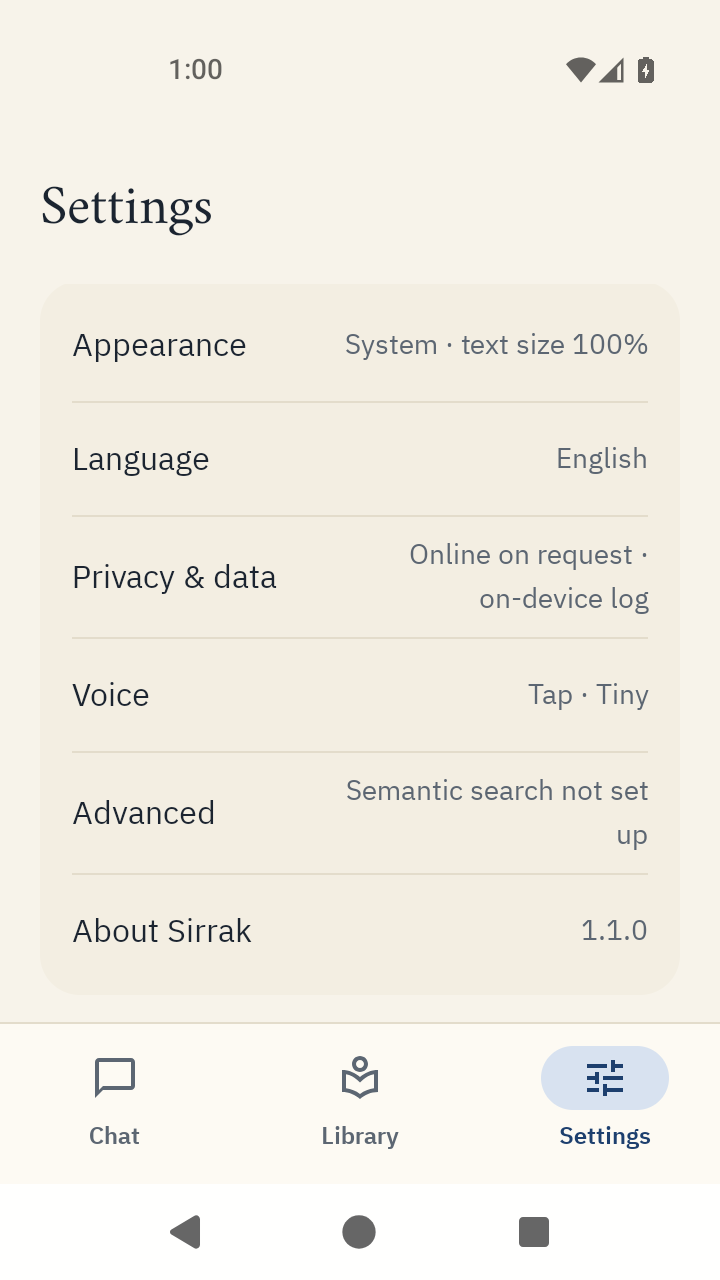 1:00
Settings
Appearance
System · text size 100%
Language
English
Privacy & data
Online on request ·
on-device log
Voice
Tap · Tiny
Advanced
Semantic search not set
up
About Sirrak
1.1.0
Chat
Library
Settings